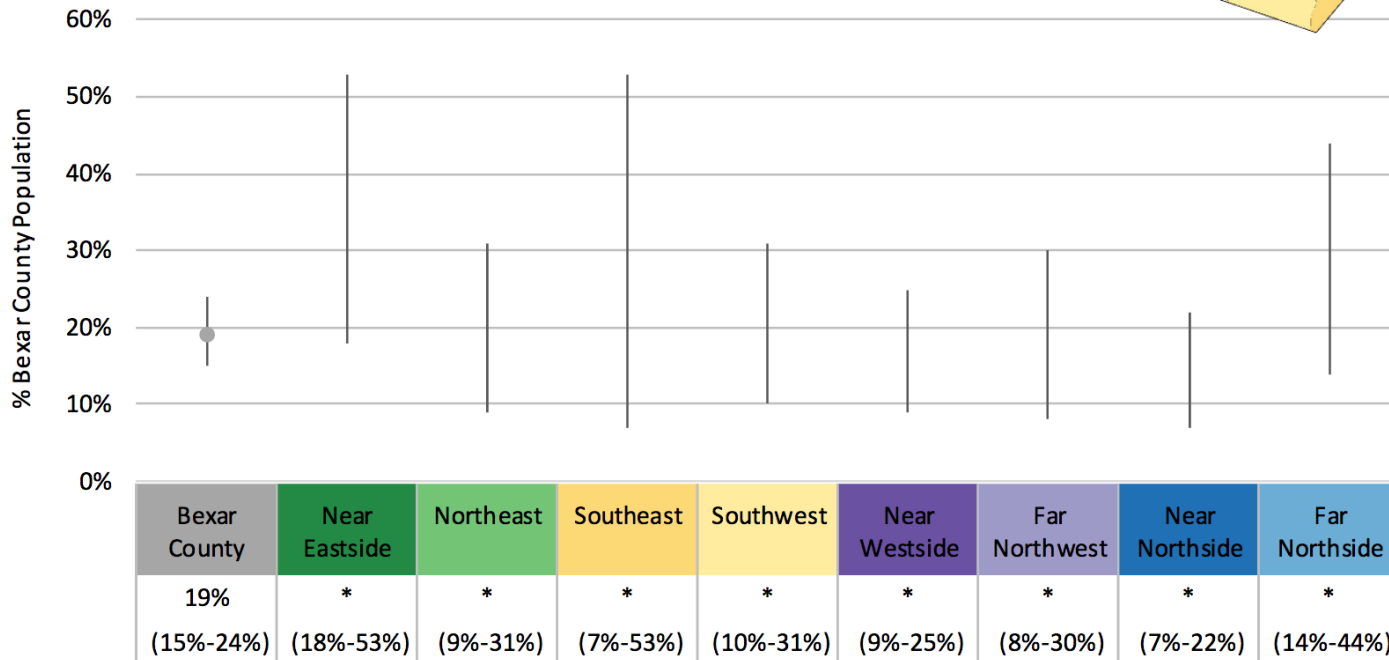 % Bexar County Population
60%
50%
40%
30%
20%
10%
0%
Bexar County
Near Eastside
Northeast
Southeast
Southwest
Near Westside
Far Northwest
Near Northside
Far Northside
19% * * * * * * * *
(15%-24%) (18%-53%) (9%-31%) (7%-53%) (10%-31%) (9%-25%) (8%-30%) (7%-22%) (14%-44%)